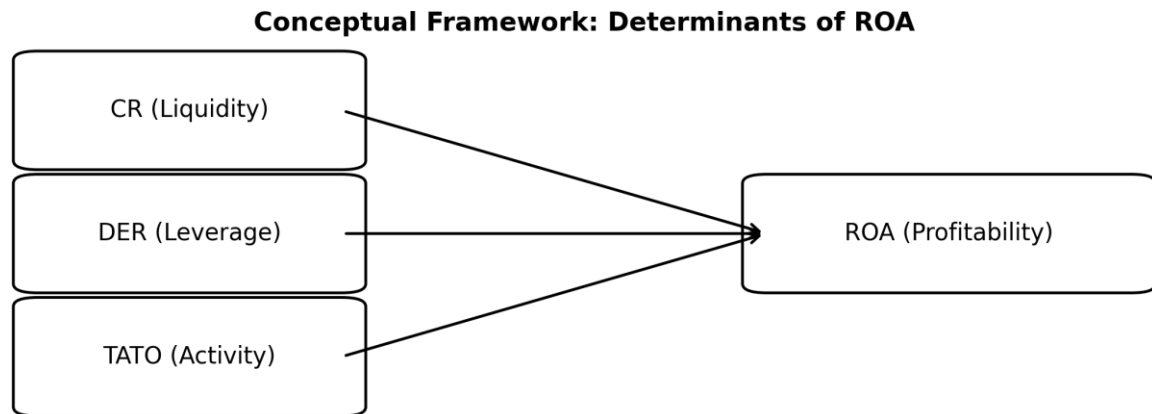 Conceptual Framework: Determinants of ROA
CR (Liquidity)
DER (Leverage)
ROA (Profitability)
TATO (Activity)